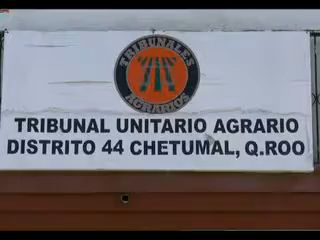 TRIBUNALES
AGRARIOS
TRIBUNAL UNITARIO AGRARIO
DISTRITO 44 CHETUMAL, Q.ROO